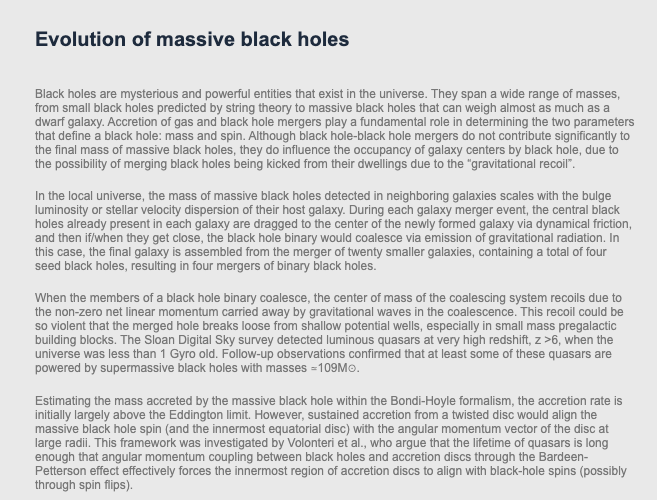 Evolution of massive black holes
Black holes are mysterious and powerful entities that exist in the universe. They span a wide range of masses,
from small black holes predicted by string theory to massive black holes that can weigh almost as much as a
dwarf galaxy. Accretion of gas and black hole mergers play a fundamental role in determining the two parameters
that define a black hole: mass and spin. Although black hole-black hole mergers do not contribute significantly to
the final mass of massive black holes, they do influence the occupancy of galaxy centers by black hole, due to
the possibility of merging black holes being kicked from their dwellings due to the “gravitational recoil”.
In the local universe, the mass of massive black holes detected in neighboring galaxies scales with the bulge
luminosity or stellar velocity dispersion of their host galaxy. During each galaxy merger event, the central black
holes already present in each galaxy are dragged to the center of the newly formed galaxy via dynamical friction,
and then if/when they get close, the black hole binary would coalesce via emission of gravitational radiation. In
this case, the final galaxy is assembled from the merger of twenty smaller galaxies, containing a total of four
seed black holes, resulting in four mergers of binary black holes.
When the members of a black hole binary coalesce, the center of mass of the coalescing system recoils due to
the non-zero net linear momentum carried away by gravitational waves in the coalescence. This recoil could be
so violent that the merged hole breaks loose from shallow potential wells, especially in small mass pregalactic
building blocks. The Sloan Digital Sky survey detected luminous quasars at very high redshift, z >6, when the
universe was less than 1 Gyro old. Follow-up observations confirmed that at least some of these quasars are
powered by supermassive black holes with masses ≃109M⊙.
Estimating the mass accreted by the massive black hole within the Bondi-Hoyle formalism, the accretion rate is
initially largely above the Eddington limit. However, sustained accretion from a twisted disc would align the
massive black hole spin (and the innermost equatorial disc) with the angular momentum vector of the disc at
large radii. This framework was investigated by Volonteri et al., who argue that the lifetime of quasars is long
enough that angular momentum coupling between black holes and accretion discs through the Bardeen-
Petterson effect effectively forces the innermost region of accretion discs to align with black-hole spins (possibly
through spin flips).